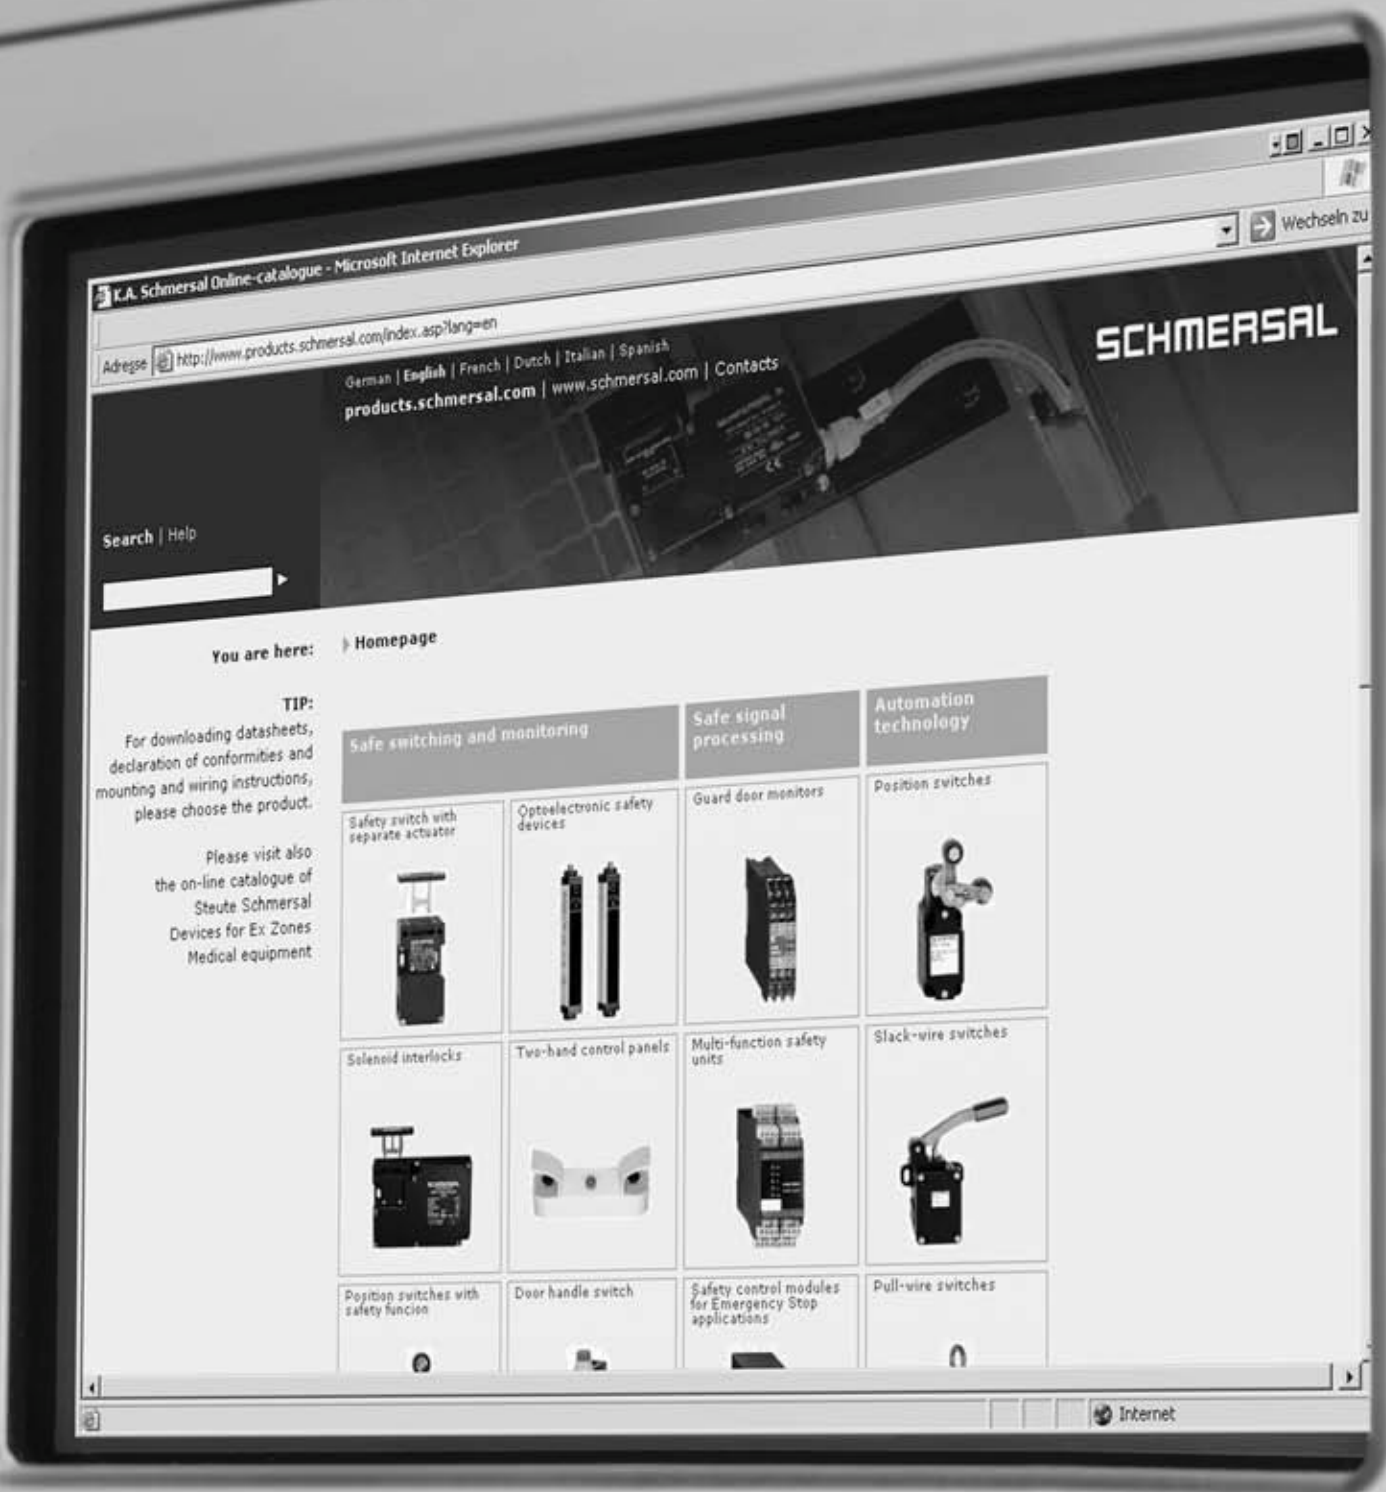 K.A. Schmersal Online-catalogue - Microsoft Internet Explorer
Wechseln zu
Adresse http://www.products.schmersal.com/index.asp?lang=en
German | English | French | Dutch | Italian | Spanish
products.schmersal.com | www.schmersal.com | Contacts
SCHMERSAL
Search | Help
You are here:
Homepage
TIP:
For downloading datasheets,
declaration of conformities and
mounting and wiring instructions,
please choose the product.
Please visit also
the on-line catalogue of
Steute Schmersal
Devices for Ex Zones
Medical equipment
Safe switching and monitoring
Safe signal
processing
Automation
technology
Safety switch with
separate actuator
Optoelectronic safety
devices
Guard door monitors
Position switches
Solenoid interlocks
Two-hand control panels
Multi-function safety
units
Slack-wire switches
Position switches with
safety funcion
Door handle switch
Safety control modules
for Emergency Stop
applications
Pull-wire switches
Internet